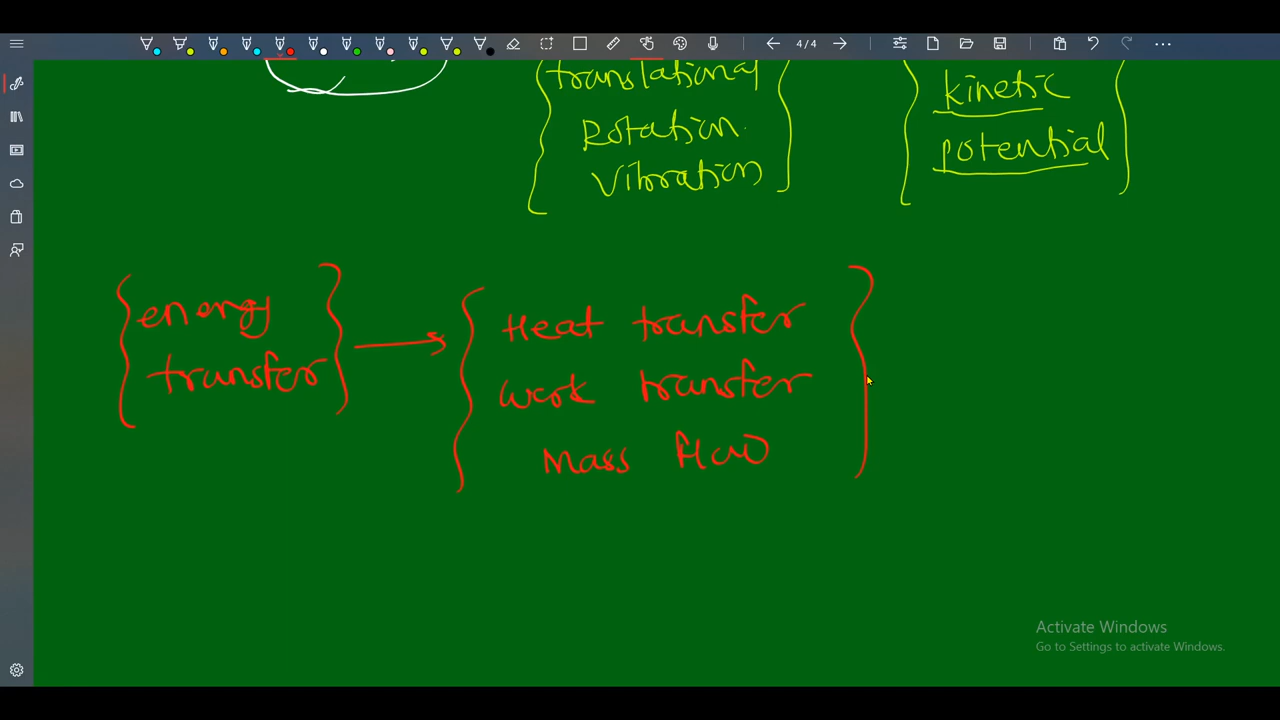 4/4
translational
Rotation
Vibration
kinetic
potential
energy
transfer
Heat transfer
work transfer
Mass flow
Activate Windows
Go to Settings to activate Windows.